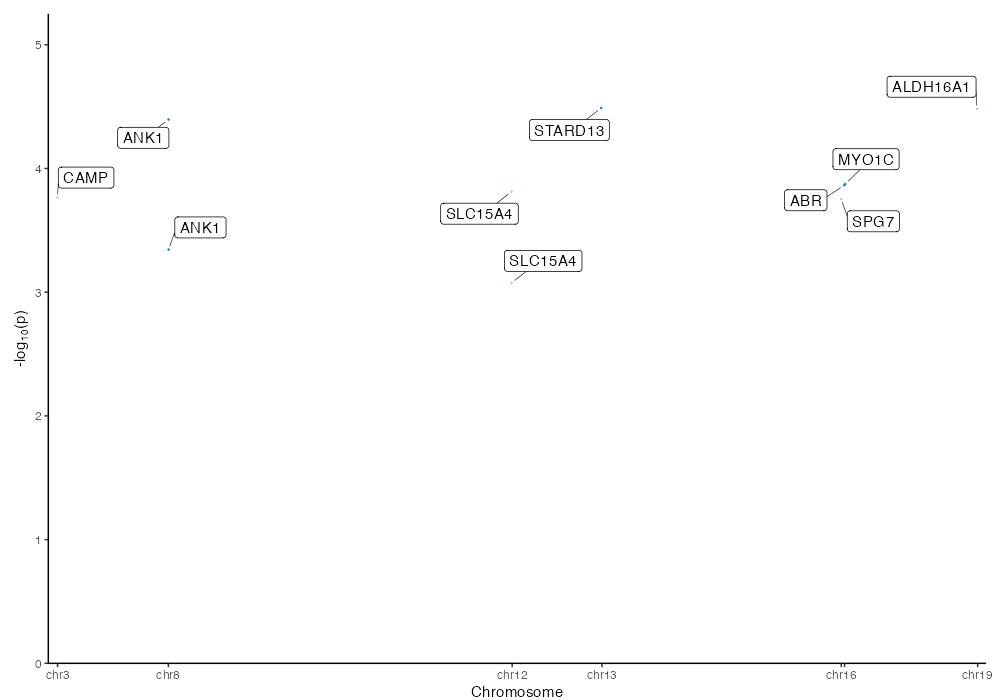 5
ALDH16A1
ANK1
STARD13
4
MYO1C
CAMP
ABR
SLC15A4
SPG7
ANK1
SLC15A4
3
-log10(p)
2
1
0
chr3 chr8 chr12 chr13 chr16 chr19
Chromosome